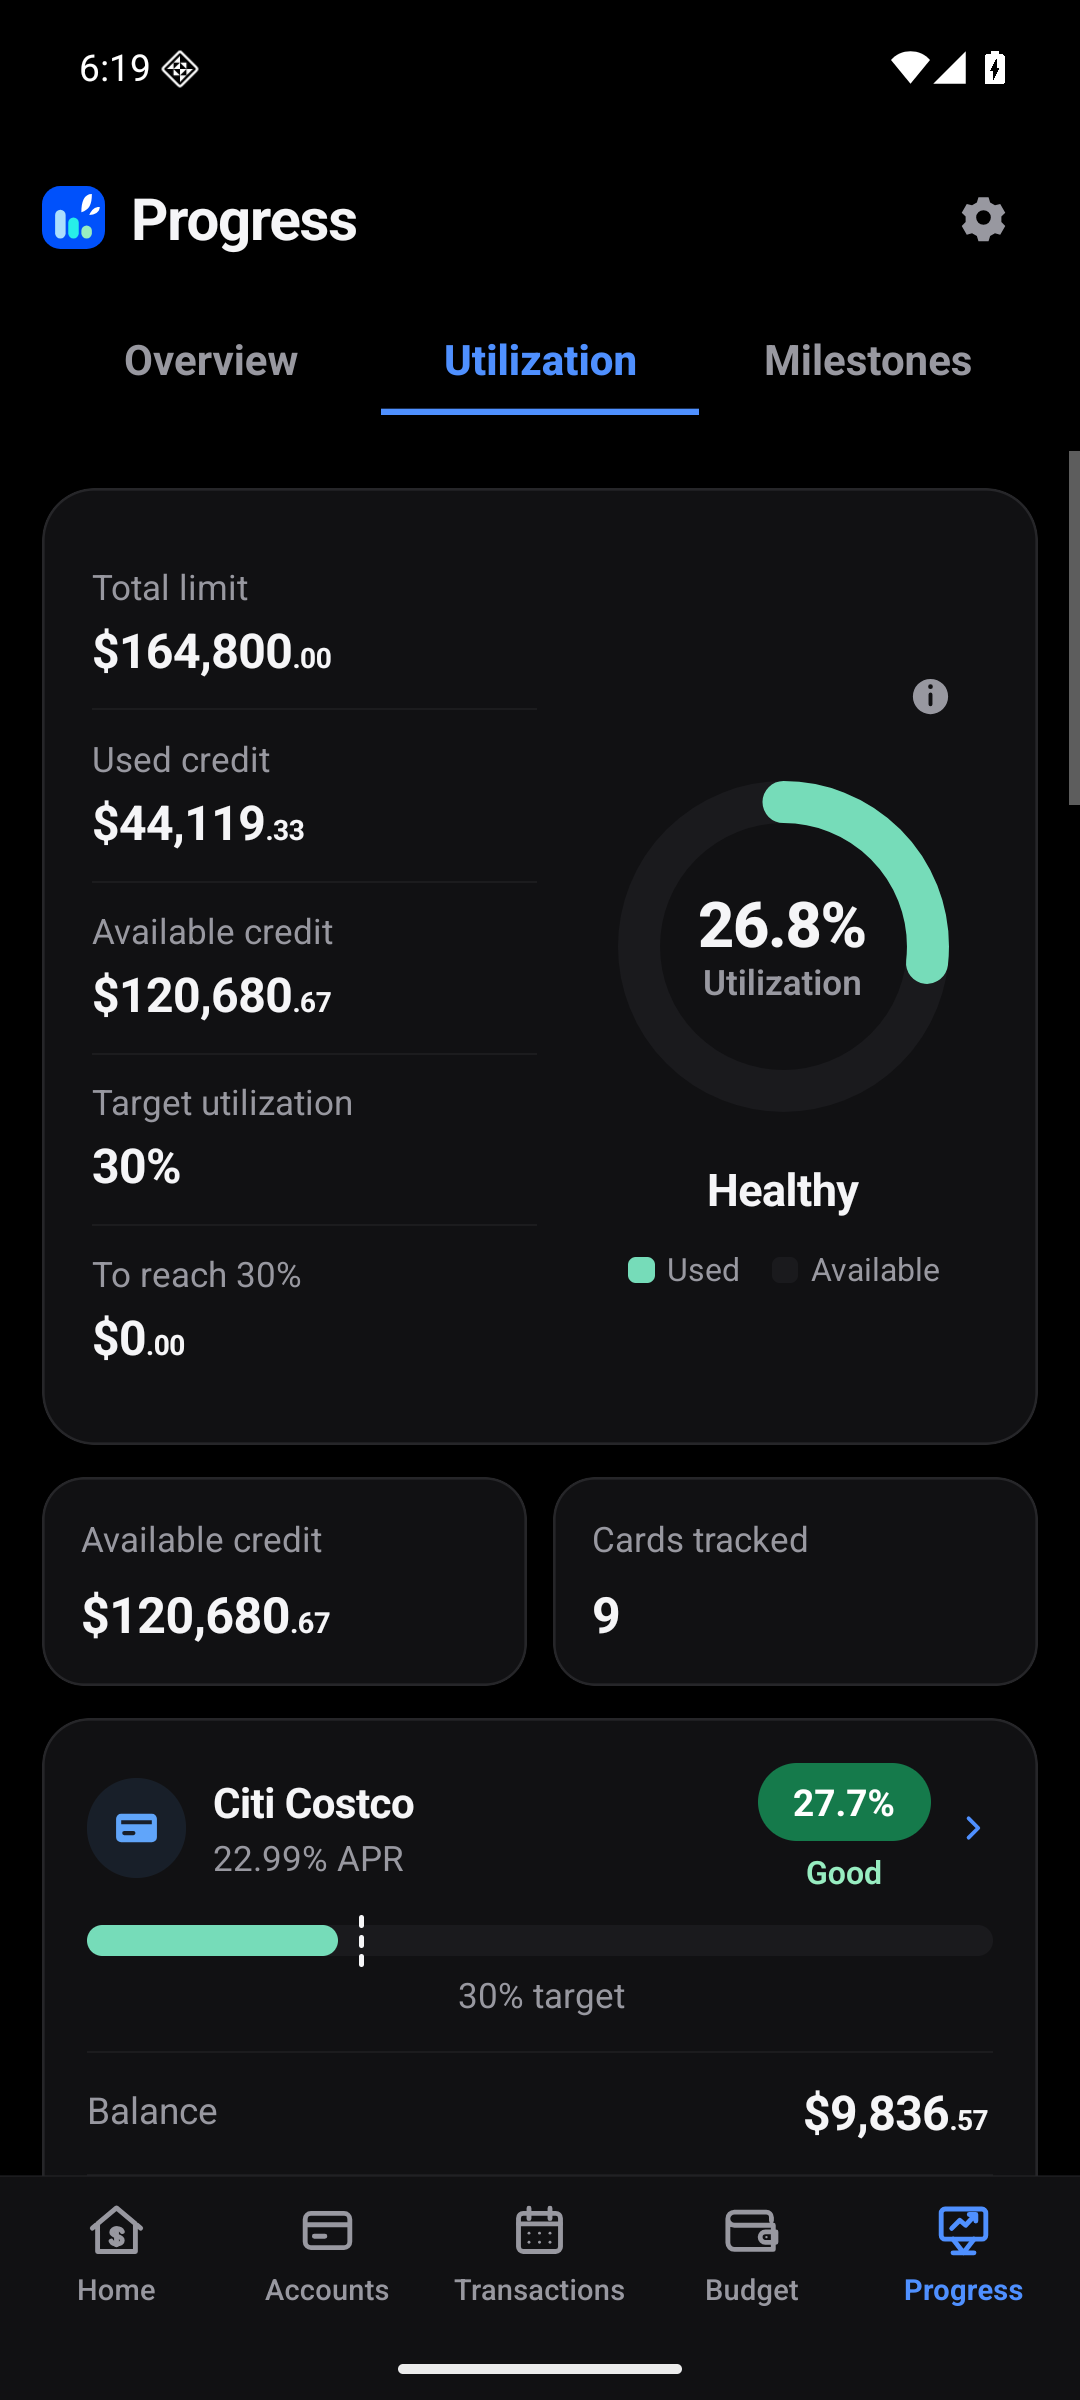 6:19
Progress
Overview
Utilization
Milestones
Total limit
$164,800.00
Used credit
$44,119.33
Available credit
$120,680.67
Target utilization
30%
To reach 30%
$0.00
26.8%
Utilization
Healthy
Used
Available
Available credit
$120,680.67
Cards tracked
9
Citi Costco
22.99% APR
27.7%
Good
30% target
Balance
$9,836.57
Home
Accounts
Transactions
Budget
Progress